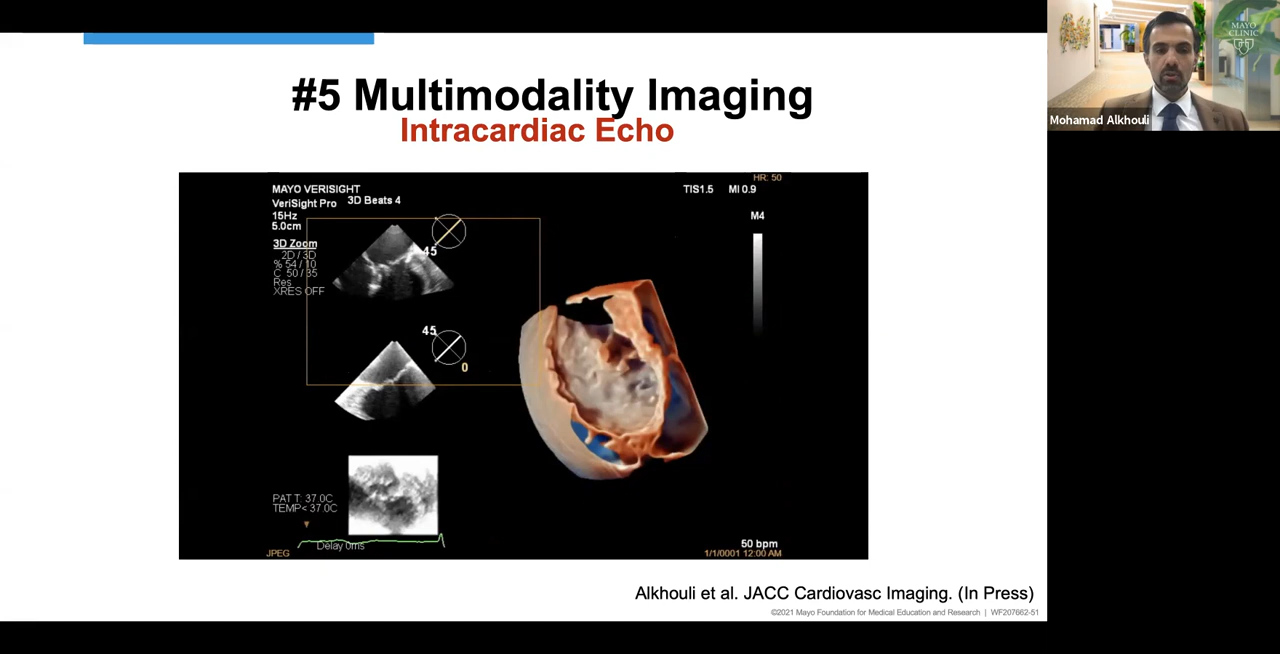 #5 Multimodality Imaging
Intracardiac Echo
MAYO VERISIGHT
VeriSight Pro
3D Beats 4
15Hz
5.0cm
3D Zoom
2D / 3D
% 54 / 10
C 50 / 35
Res
XRES OFF
45
45
0
HR: 50
TIS1.5 MI 0.9
M4
PAT T: 37.0C
TEMP< 37.0C
Delay 0ms
JPEG
50 bpm
1/1/0001 12:00 AM
Alkhouli et al. JACC Cardiovasc Imaging. (In Press)
©2021 Mayo Foundation for Medical Education and Research | WF207662-51
MAYO
CLINIC
Mohamad Alkhouli